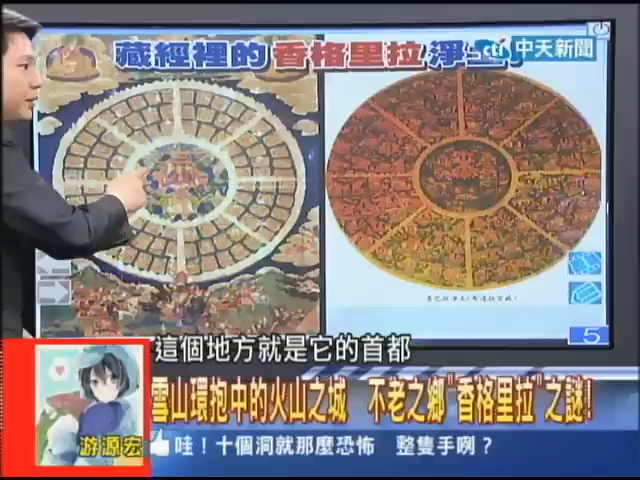 藏經裡的香格里拉淨土
cti 中天新聞
5
這個地方就是它的首都
雪山環抱中的火山之城 不老之鄉"香格里拉"之謎!
游源宏
哇！十個洞就那麼恐怖 整隻手咧？